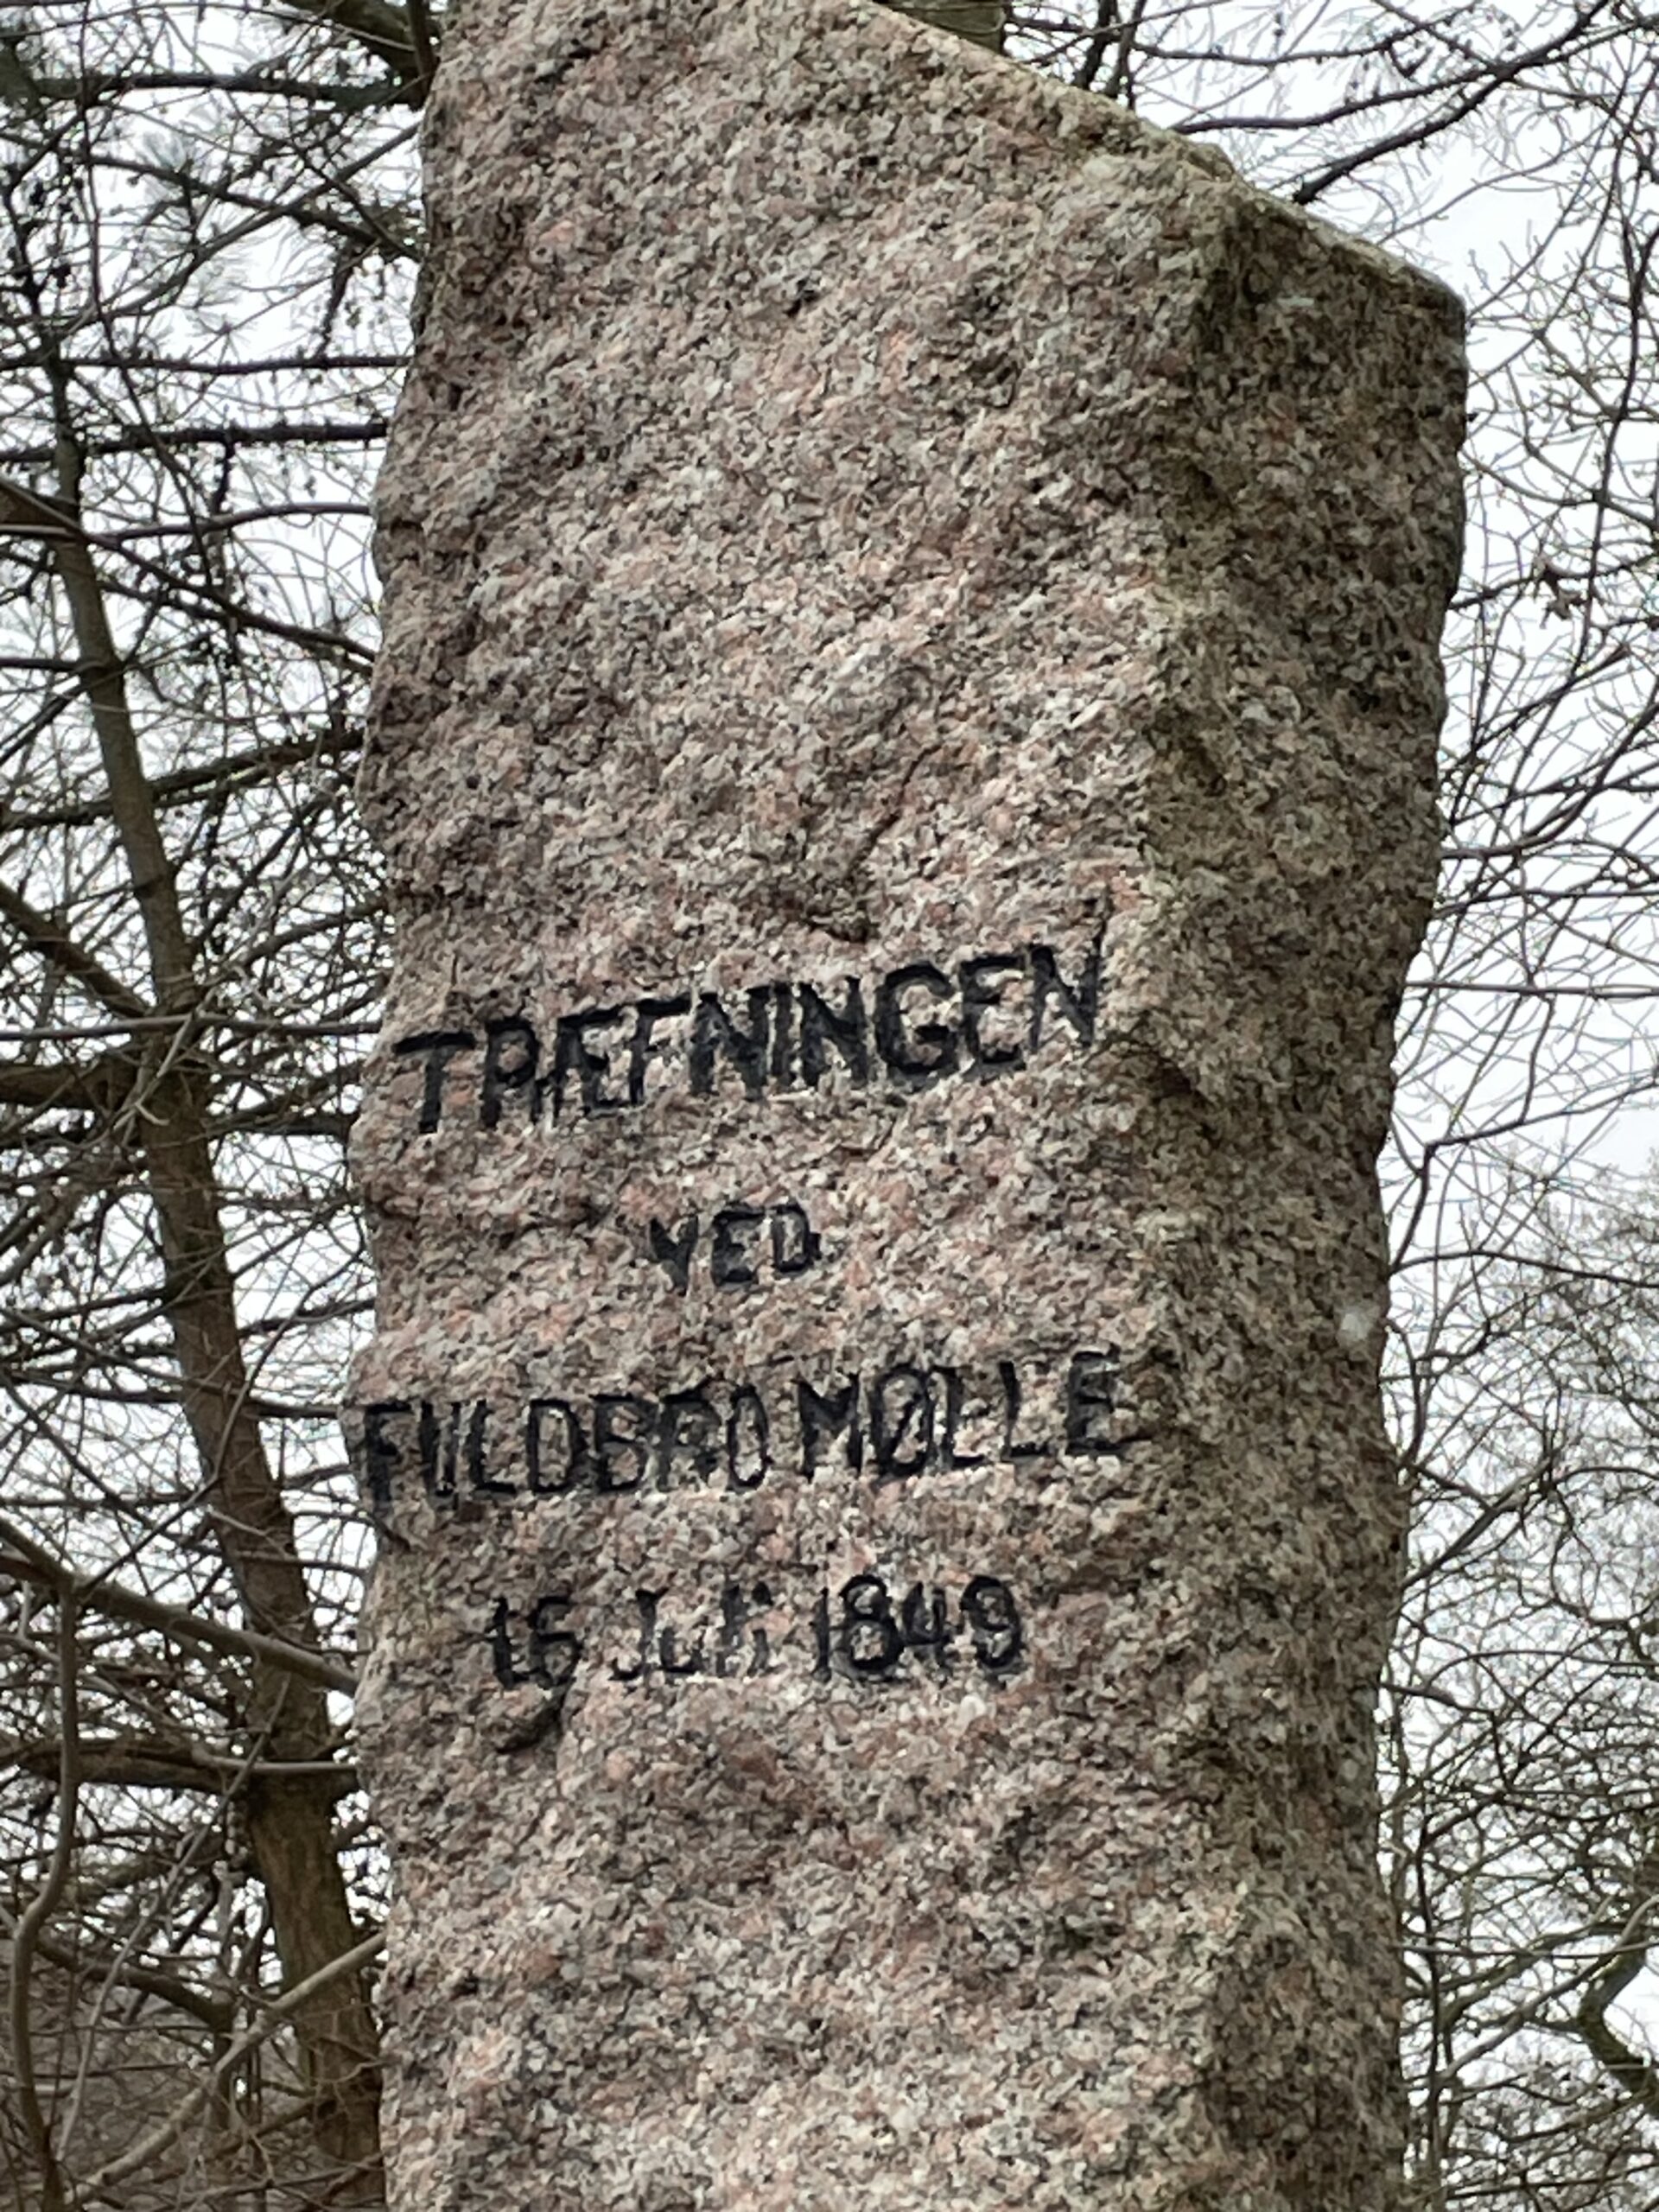 TRÆFNINGEN
VED
FULDBRO MØLLE
15 Juli 1849